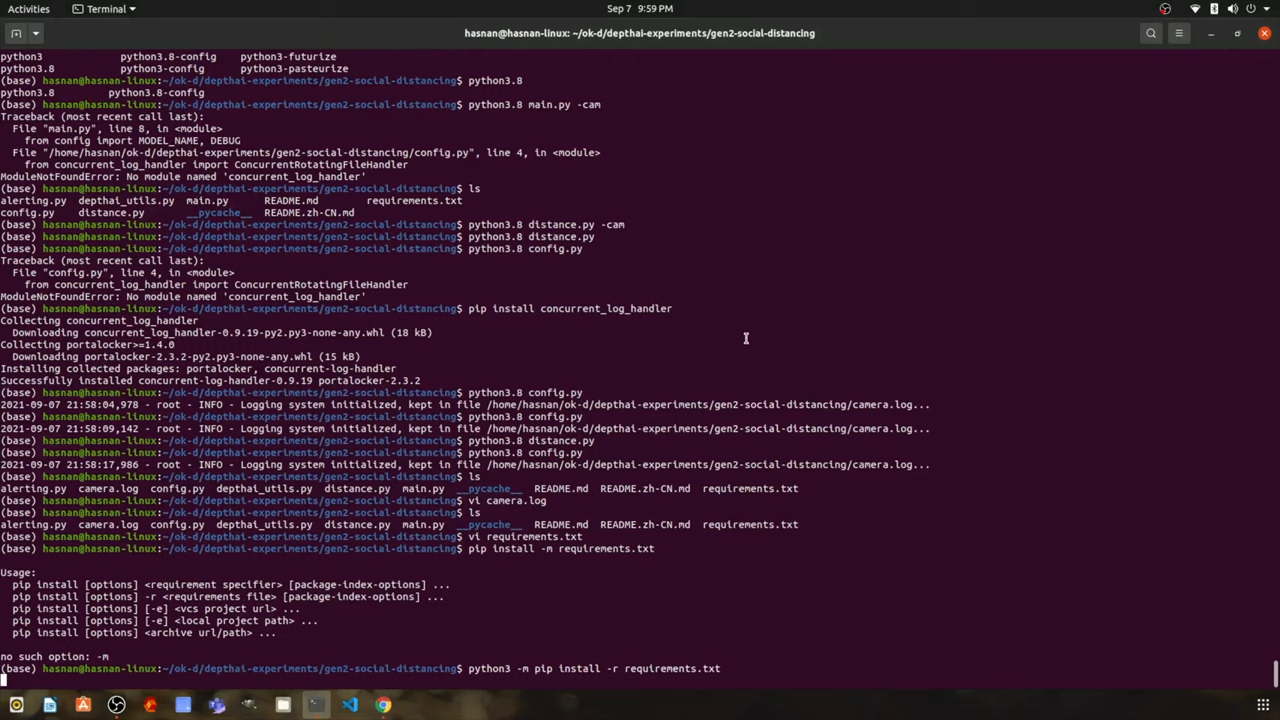 Activities
Terminal
Sep 7 9:59 PM
hasnan@hasnan-linux: ~/ok-d/depthai-experiments/gen2-social-distancing
python3 python3.8-config python3-futurize
python3.8 python3-config python3-pasteurize
(base) hasnan@hasnan-linux:~/ok-d/depthai-experiments/gen2-social-distancing$ python3.8
python3.8 python3.8-config
(base) hasnan@hasnan-linux:~/ok-d/depthai-experiments/gen2-social-distancing$ python3.8 main.py -cam
Traceback (most recent call last):
File "main.py", line 8, in <module>
from config import MODEL_NAME, DEBUG
File "/home/hasnan/ok-d/depthai-experiments/gen2-social-distancing/config.py", line 4, in <module>
from concurrent_log_handler import ConcurrentRotatingFileHandler
ModuleNotFoundError: No module named 'concurrent_log_handler'
(base) hasnan@hasnan-linux:~/ok-d/depthai-experiments/gen2-social-distancing$ ls
alerting.py depthai_utils.py main.py README.md requirements.txt
config.py distance.py __pycache__ README.zh-CN.md
(base) hasnan@hasnan-linux:~/ok-d/depthai-experiments/gen2-social-distancing$ python3.8 distance.py -cam
(base) hasnan@hasnan-linux:~/ok-d/depthai-experiments/gen2-social-distancing$ python3.8 distance.py
(base) hasnan@hasnan-linux:~/ok-d/depthai-experiments/gen2-social-distancing$ python3.8 config.py
Traceback (most recent call last):
File "config.py", line 4, in <module>
from concurrent_log_handler import ConcurrentRotatingFileHandler
ModuleNotFoundError: No module named 'concurrent_log_handler'
(base) hasnan@hasnan-linux:~/ok-d/depthai-experiments/gen2-social-distancing$ pip install concurrent_log_handler
Collecting concurrent_log_handler
Downloading concurrent_log_handler-0.9.19-py2.py3-none-any.whl (18 kB)
Collecting portalocker>=1.4.0
Downloading portalocker-2.3.2-py2.py3-none-any.whl (15 kB)
Installing collected packages: portalocker, concurrent-log-handler
Successfully installed concurrent-log-handler-0.9.19 portalocker-2.3.2
(base) hasnan@hasnan-linux:~/ok-d/depthai-experiments/gen2-social-distancing$ python3.8 config.py
2021-09-07 21:58:04,978 - root - INFO - Logging system initialized, kept in file /home/hasnan/ok-d/depthai-experiments/gen2-social-distancing/camera.log...
(base) hasnan@hasnan-linux:~/ok-d/depthai-experiments/gen2-social-distancing$ python3.8 config.py
2021-09-07 21:58:09,142 - root - INFO - Logging system initialized, kept in file /home/hasnan/ok-d/depthai-experiments/gen2-social-distancing/camera.log...
(base) hasnan@hasnan-linux:~/ok-d/depthai-experiments/gen2-social-distancing$ python3.8 distance.py
(base) hasnan@hasnan-linux:~/ok-d/depthai-experiments/gen2-social-distancing$ python3.8 config.py
2021-09-07 21:58:17,986 - root - INFO - Logging system initialized, kept in file /home/hasnan/ok-d/depthai-experiments/gen2-social-distancing/camera.log...
(base) hasnan@hasnan-linux:~/ok-d/depthai-experiments/gen2-social-distancing$ ls
alerting.py camera.log config.py depthai_utils.py distance.py main.py __pycache__ README.md README.zh-CN.md requirements.txt
(base) hasnan@hasnan-linux:~/ok-d/depthai-experiments/gen2-social-distancing$ vi camera.log
(base) hasnan@hasnan-linux:~/ok-d/depthai-experiments/gen2-social-distancing$ ls
alerting.py camera.log config.py depthai_utils.py distance.py main.py __pycache__ README.md README.zh-CN.md requirements.txt
(base) hasnan@hasnan-linux:~/ok-d/depthai-experiments/gen2-social-distancing$ vi requirements.txt
(base) hasnan@hasnan-linux:~/ok-d/depthai-experiments/gen2-social-distancing$ pip install -m requirements.txt
Usage:
pip install [options] <requirement specifier> [package-index-options] ...
pip install [options] -r <requirements file> [package-index-options] ...
pip install [options] [-e] <vcs project url> ...
pip install [options] [-e] <local project path> ...
pip install [options] <archive url/path> ...
no such option: -m
(base) hasnan@hasnan-linux:~/ok-d/depthai-experiments/gen2-social-distancing$ python3 -m pip install -r requirements.txt